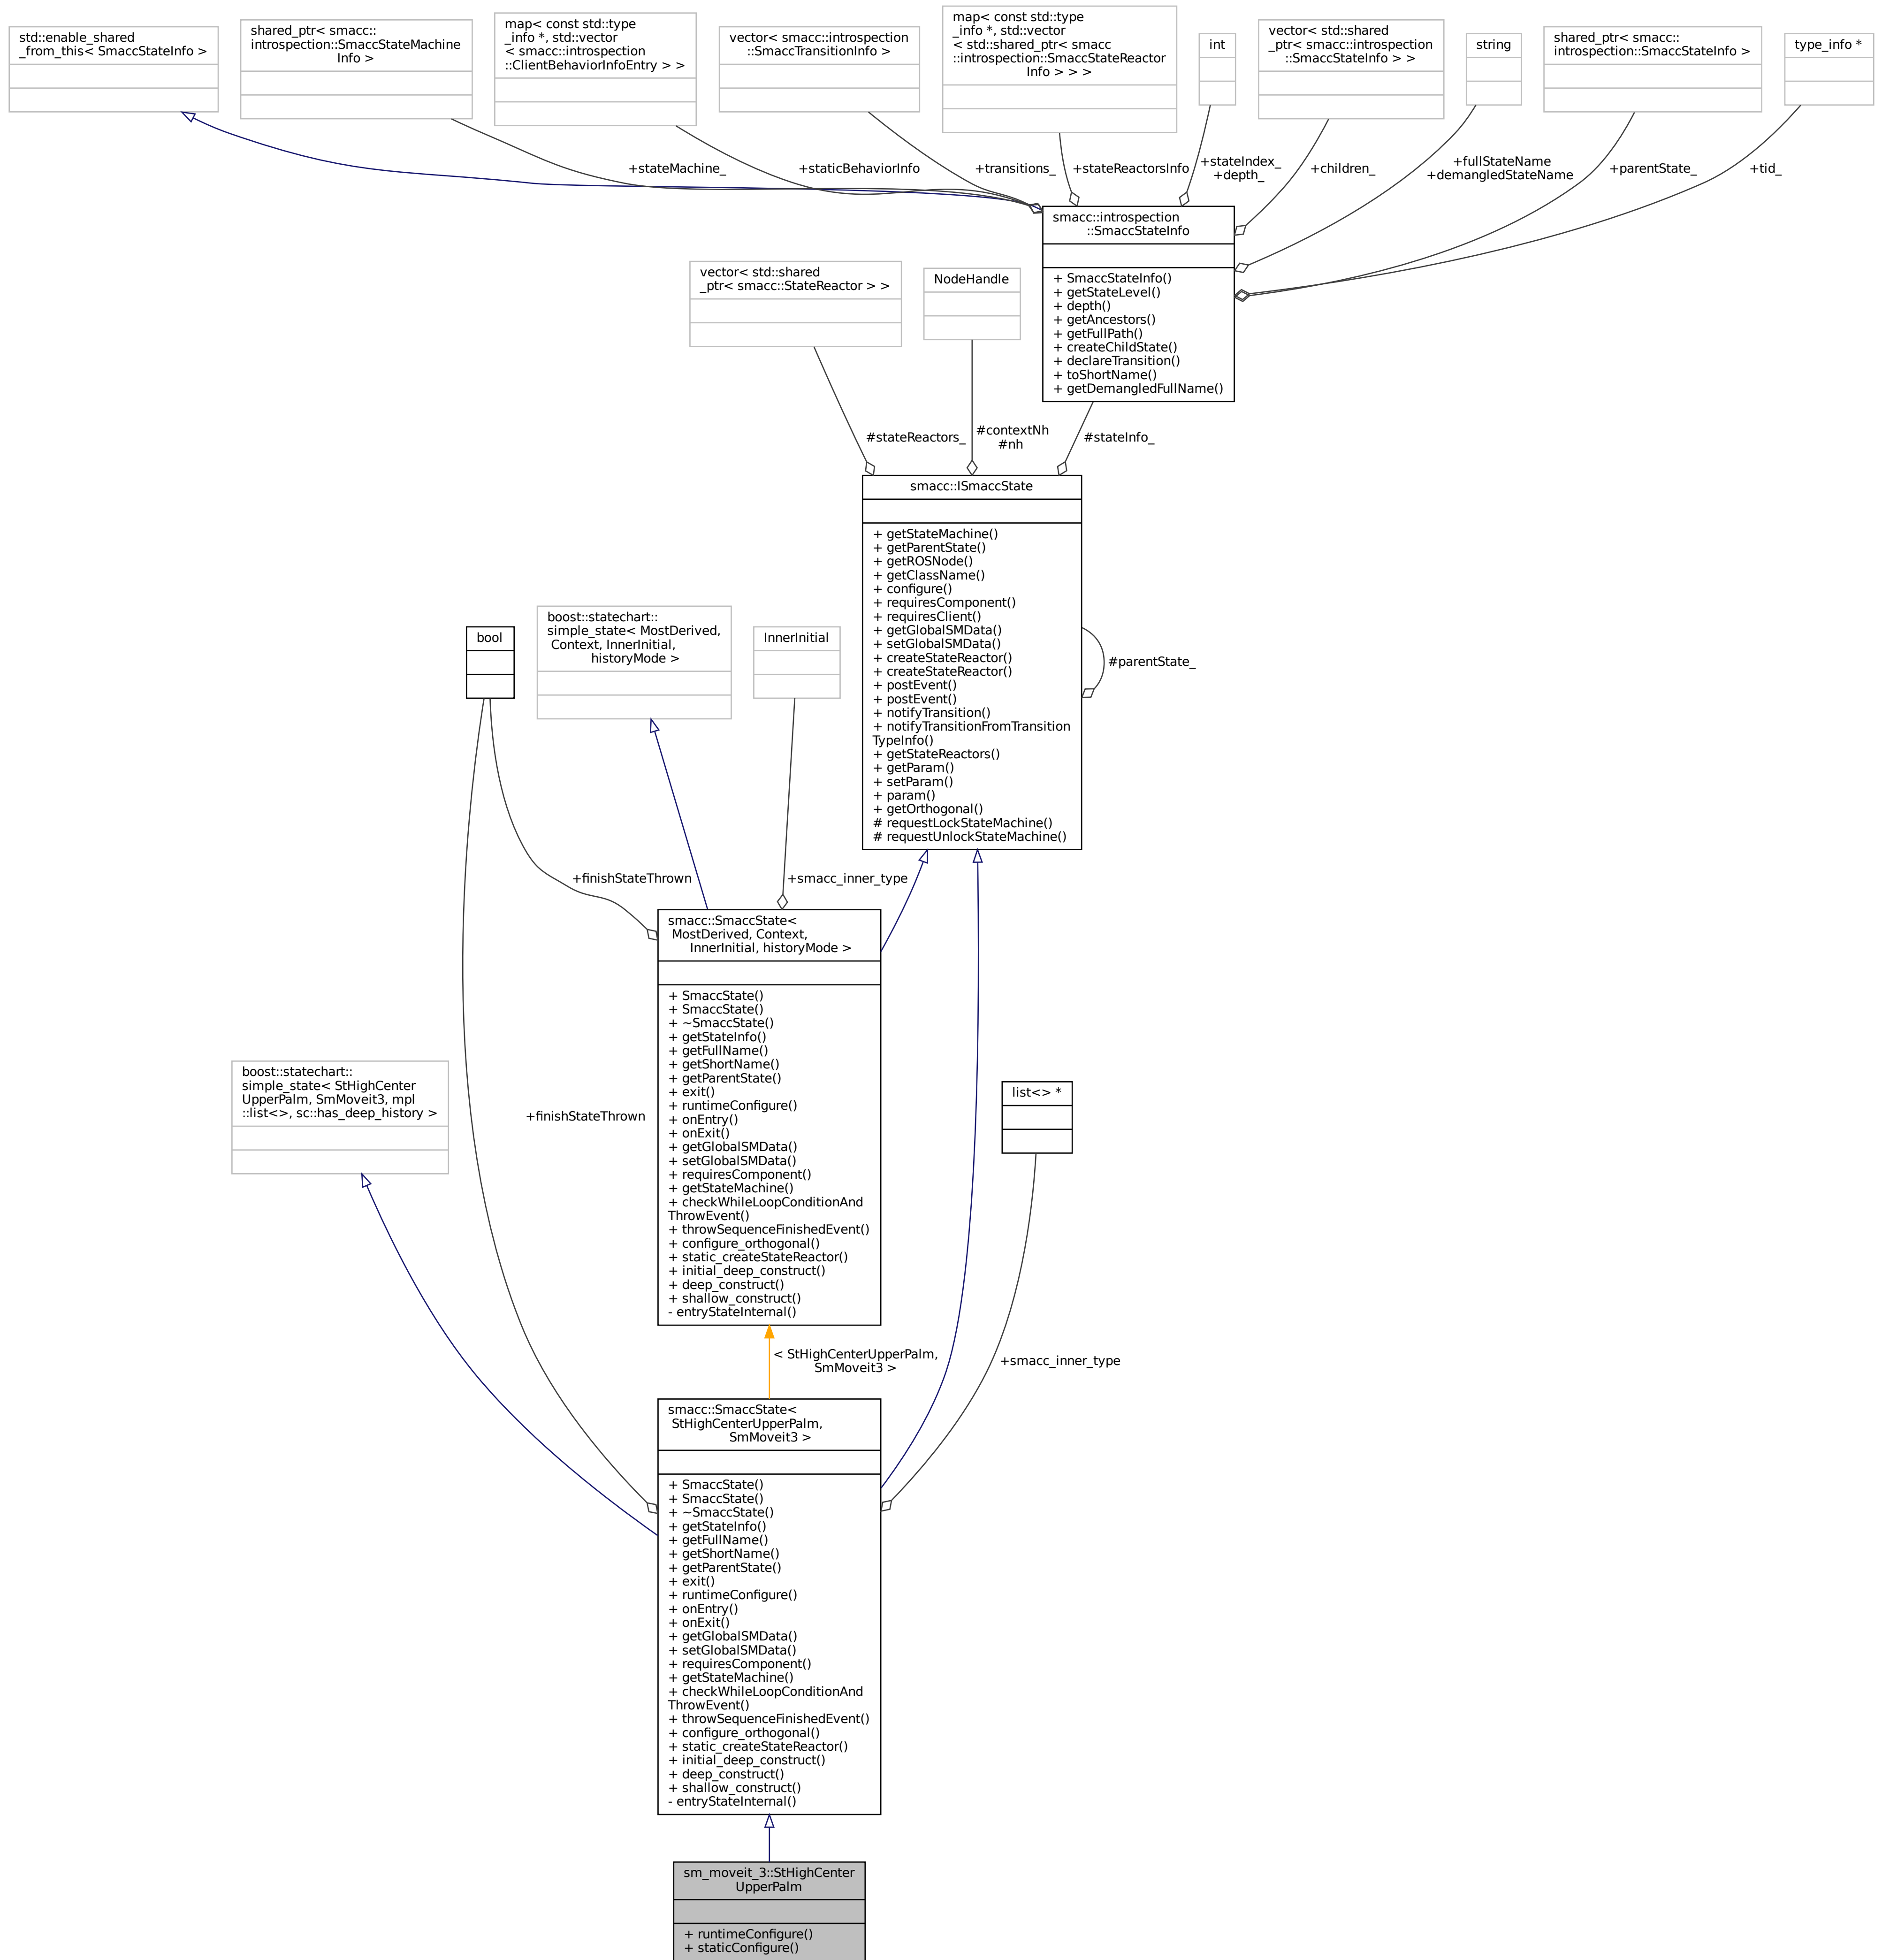 std::enable_shared
_from_this< SmaccStateInfo >
shared_ptr< smacc::
introspection::SmaccStateMachine
Info >
map< const std::type
_info *, std::vector
< smacc::introspection
::ClientBehaviorInfoEntry > >
vector< smacc::introspection
::SmaccTransitionInfo >
map< const std::type
_info *, std::vector
< std::shared_ptr< smacc
::introspection::SmaccStateReactor
Info > > >
int
vector< std::shared
_ptr< smacc::introspection
::SmaccStateInfo > >
string
shared_ptr< smacc::
introspection::SmaccStateInfo >
type_info *
+stateMachine_
+staticBehaviorInfo
+transitions_
+stateReactorsInfo
+stateIndex_
+depth_
+children_
+fullStateName
+demangledStateName
+parentState_
+tid_
smacc::introspection
::SmaccStateInfo
+ SmaccStateInfo()
+ getStateLevel()
+ depth()
+ getAncestors()
+ getFullPath()
+ createChildState()
+ declareTransition()
+ toShortName()
+ getDemangledFullName()
vector< std::shared
_ptr< smacc::StateReactor > >
NodeHandle
#stateReactors_
#contextNh
#nh
#stateInfo_
smacc::ISmaccState
+ getStateMachine()
+ getParentState()
+ getROSNode()
+ getClassName()
+ configure()
+ requiresComponent()
+ requiresClient()
+ getGlobalSMData()
+ setGlobalSMData()
+ createStateReactor()
+ createStateReactor()
+ postEvent()
+ postEvent()
+ notifyTransition()
+ notifyTransitionFromTransition
TypeInfo()
+ getStateReactors()
+ getParam()
+ setParam()
+ param()
+ getOrthogonal()
# requestLockStateMachine()
# requestUnlockStateMachine()
#parentState_
bool
boost::statechart::
simple_state< MostDerived,
Context, InnerInitial,
historyMode >
InnerInitial
+finishStateThrown
+smacc_inner_type
smacc::SmaccState<
MostDerived, Context,
InnerInitial, historyMode >
+ SmaccState()
+ SmaccState()
+ ~SmaccState()
+ getStateInfo()
+ getFullName()
+ getShortName()
+ getParentState()
+ exit()
+ runtimeConfigure()
+ onEntry()
+ onExit()
+ getGlobalSMData()
+ setGlobalSMData()
+ requiresComponent()
+ getStateMachine()
+ checkWhileLoopConditionAnd
ThrowEvent()
+ throwSequenceFinishedEvent()
+ configure_orthogonal()
+ static_createStateReactor()
+ initial_deep_construct()
+ deep_construct()
+ shallow_construct()
- entryStateInternal()
boost::statechart::
simple_state< StHighCenter
UpperPalm, SmMoveit3, mpl
::list<>, sc::has_deep_history >
+finishStateThrown
list<> *
< StHighCenterUpperPalm,
SmMoveit3 >
+smacc_inner_type
smacc::SmaccState<
StHighCenterUpperPalm,
SmMoveit3 >
+ SmaccState()
+ SmaccState()
+ ~SmaccState()
+ getStateInfo()
+ getFullName()
+ getShortName()
+ getParentState()
+ exit()
+ runtimeConfigure()
+ onEntry()
+ onExit()
+ getGlobalSMData()
+ setGlobalSMData()
+ requiresComponent()
+ getStateMachine()
+ checkWhileLoopConditionAnd
ThrowEvent()
+ throwSequenceFinishedEvent()
+ configure_orthogonal()
+ static_createStateReactor()
+ initial_deep_construct()
+ deep_construct()
+ shallow_construct()
- entryStateInternal()
sm_moveit_3::StHighCenter
UpperPalm
+ runtimeConfigure()
+ staticConfigure()